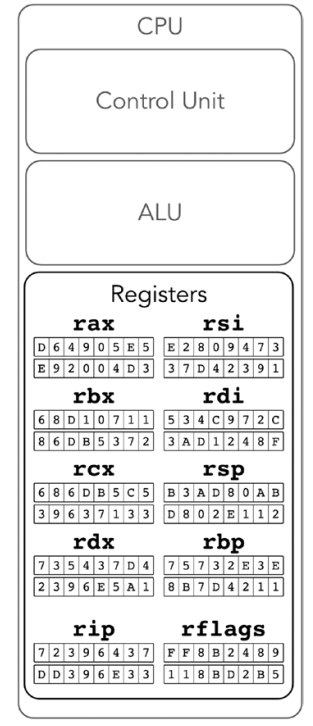 CPU
Control Unit
ALU
Registers
rax rsi
D 6 4 9 0 5 E 5 E 2 8 0 9 4 7 3
E 9 2 0 0 4 D 3 3 7 D 4 2 3 9 1
rbx rdi
6 8 D 1 0 7 1 1 5 3 4 C 9 7 2 C
8 6 D B 5 3 7 2 3 A D 1 2 4 8 F
rcx rsp
6 8 6 D B 5 C 5 B 3 A D 8 0 A B
3 9 6 3 7 1 3 3 D 8 0 2 E 1 1 2
rdx rbp
7 3 5 4 3 7 D 4 7 5 7 3 2 E 3 E
2 3 9 6 E 5 A 1 8 B 7 D 4 2 1 1
rip rflags
7 2 3 9 6 4 3 7 F F 8 B 2 4 8 9
D D 3 9 6 E 3 3 1 1 8 B D 2 B 5